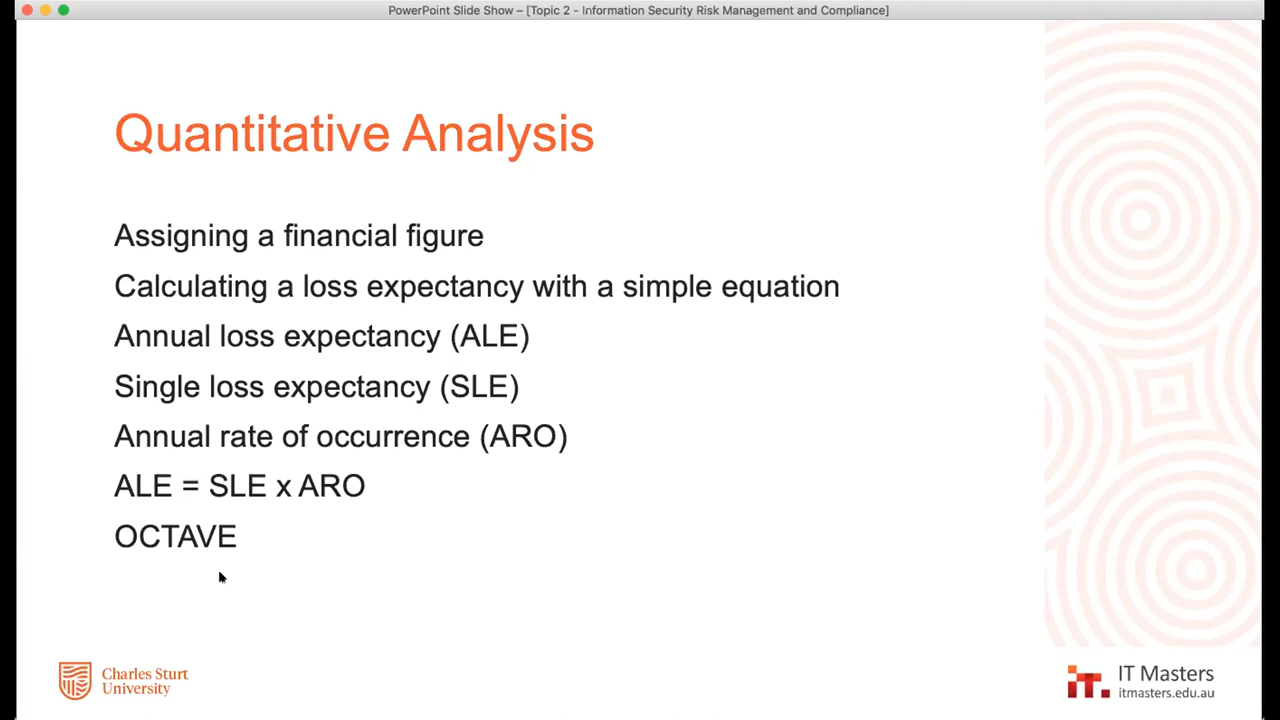 PowerPoint Slide Show – [Topic 2 - Information Security Risk Management and Compliance]
Quantitative Analysis
Assigning a financial figure
Calculating a loss expectancy with a simple equation
Annual loss expectancy (ALE)
Single loss expectancy (SLE)
Annual rate of occurrence (ARO)
ALE = SLE x ARO
OCTAVE
Charles Sturt
University
it.
IT Masters
itmasters.edu.au